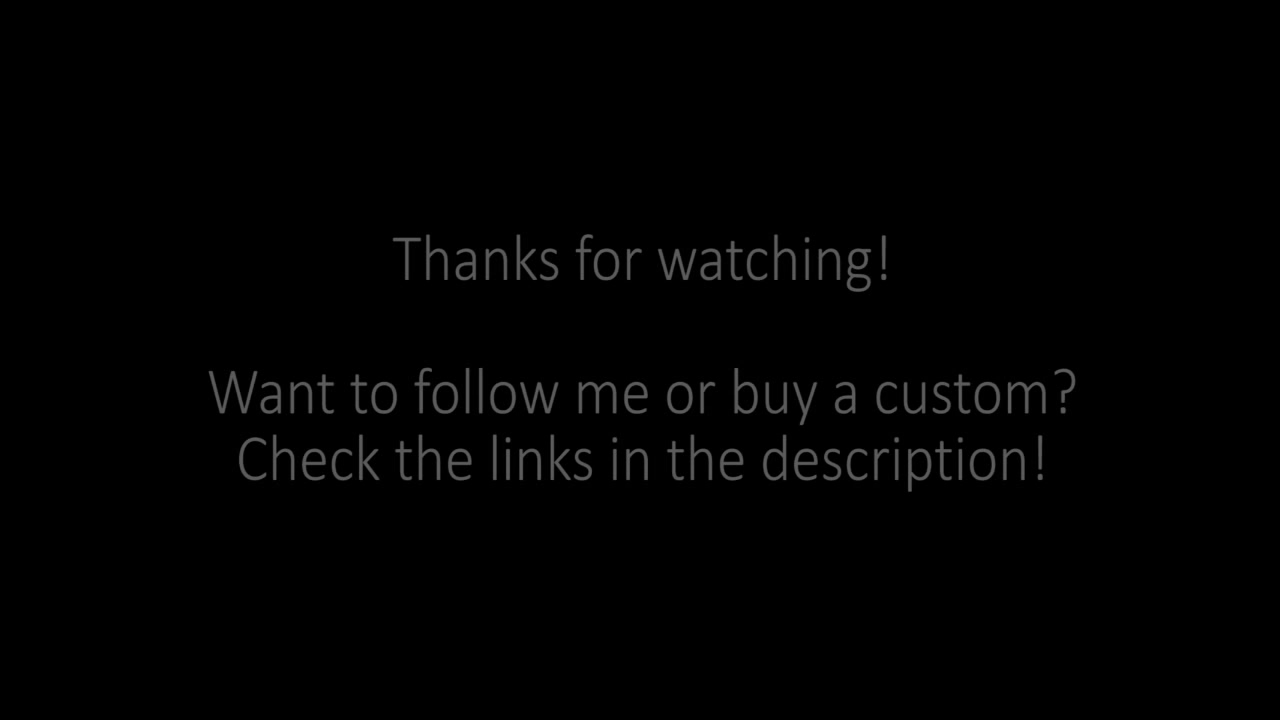 Thanks for watching!
Want to follow me or buy a custom?
Check the links in the description!